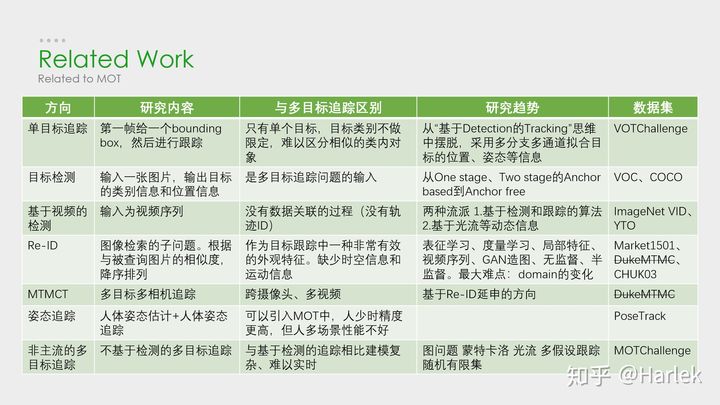 Related Work
Related to MOT
方向 研究内容 与多目标追踪区别 研究趋势 数据集
单目标追踪 第一帧给一个bounding box，然后进行跟踪 只有单个目标，目标类别不做限定，难以区分相似的类内对象 从“基于Detection的Tracking”思维中摆脱，采用多分支多通道拟合目标的位置、姿态等信息 VOTChallenge
目标检测 输入一张图片，输出目标的类别信息和位置信息 是多目标追踪问题的输入 从One stage、Two stage的Anchor based到Anchor free VOC、COCO
基于视频的检测 输入为视频序列 没有数据关联的过程（没有轨迹ID） 两种流派 1.基于检测和跟踪的算法 2.基于光流等动态信息 ImageNet VID、YTO
Re-ID 图像检索的子问题。根据与被查询图片的相似度，降序排列 作为目标跟踪中一种非常有效的外观特征。缺少时空信息和运动信息 表征学习、度量学习、局部特征、视频序列、GAN造图、无监督、半监督。最大难点：domain的变化 Market1501、DukeMTMC、CHUK03
MTMCT 多目标多相机追踪 跨摄像头、多视频 基于Re-ID延申的方向 DukeMTMC
姿态追踪 人体姿态估计+人体姿态追踪 可以引入MOT中，人少时精度更高，但人多场景性能不好 PoseTrack
非主流的多目标追踪 不基于检测的多目标追踪 与基于检测的追踪相比建模复杂、难以实时 图问题 蒙特卡洛 光流 多假设跟踪 随机有限集 MOTChallenge
知乎 @Harlek